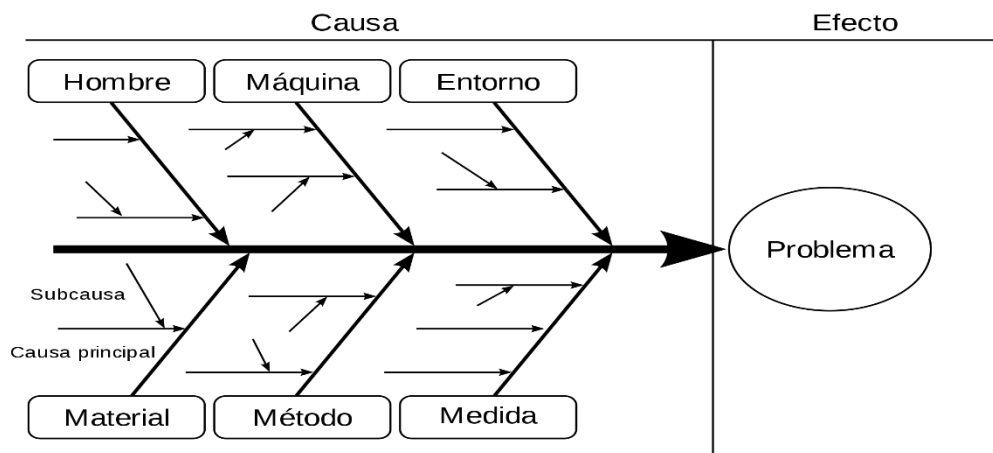 Causa
Efecto
Hombre
Máquina
Entorno
Problema
Subcausa
Causa principal
Material
Método
Medida